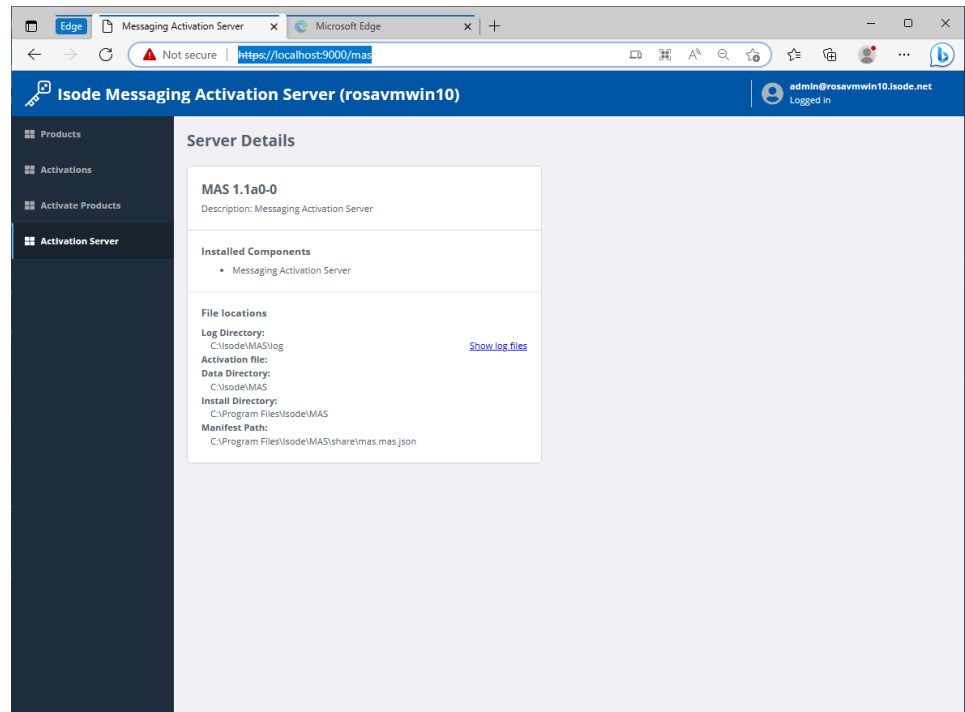 Edge
Messaging Activation Server
Microsoft Edge
Not secure
https://localhost:9000/mas
Isode Messaging Activation Server (rosavmwin10)
admin@rosavmwin10.isode.net
Logged in
Products
Activations
Activate Products
Activation Server
Server Details
MAS 1.1a0-0
Description: Messaging Activation Server
Installed Components
• Messaging Activation Server
File locations
Log Directory:
C:\Isode\MAS\log
Show log files
Activation file:
Data Directory:
C:\Isode\MAS
Install Directory:
C:\Program Files\Isode\MAS
Manifest Path:
C:\Program Files\Isode\MAS\share\mas.mas.json